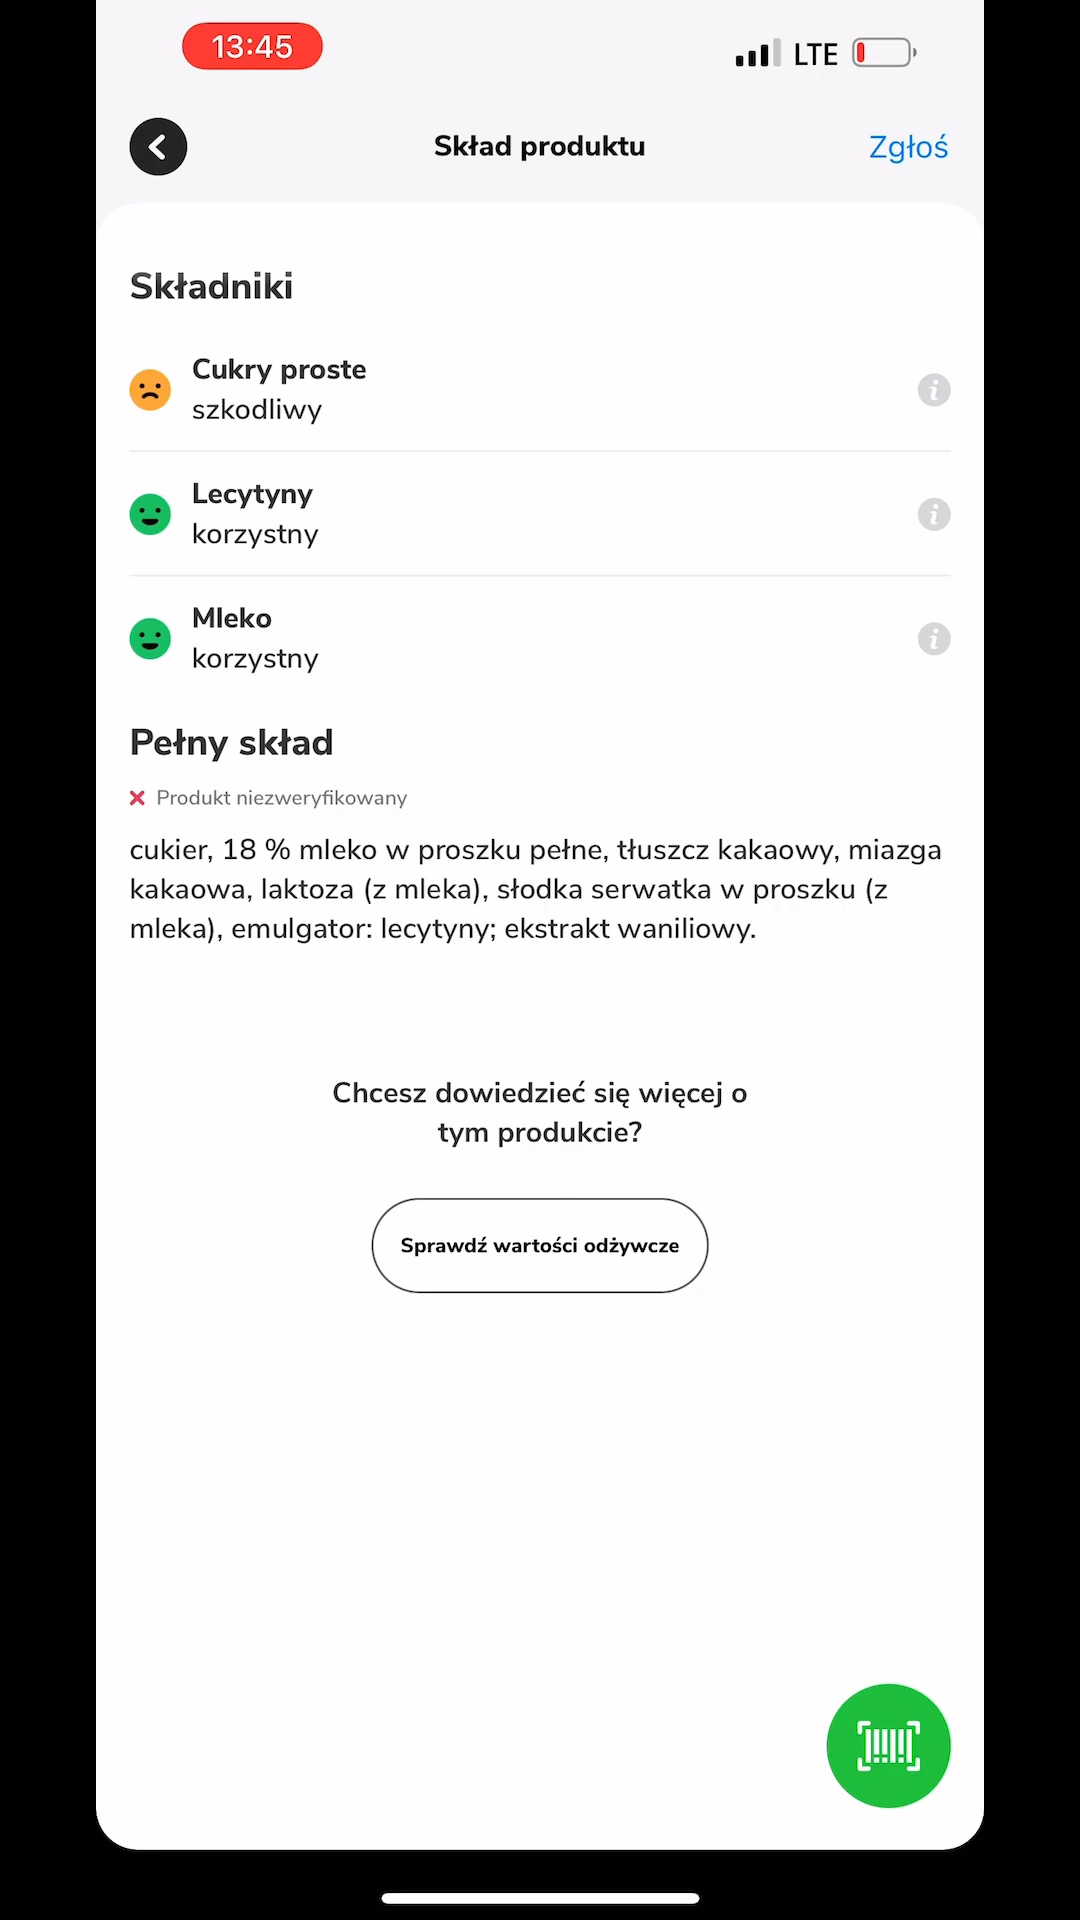 13:45
LTE
Skład produktu
Zgłoś
Składniki
Cukry proste
szkodliwy
Lecytyny
korzystny
Mleko
korzystny
Pełny skład
Produkt niezweryfikowany
cukier, 18 % mleko w proszku pełne, tłuszcz kakaowy, miazga
kakaowa, laktoza (z mleka), słodka serwatka w proszku (z
mleka), emulgator: lecytyny; ekstrakt waniliowy.
Chcesz dowiedzieć się więcej o
tym produkcie?
Sprawdź wartości odżywcze